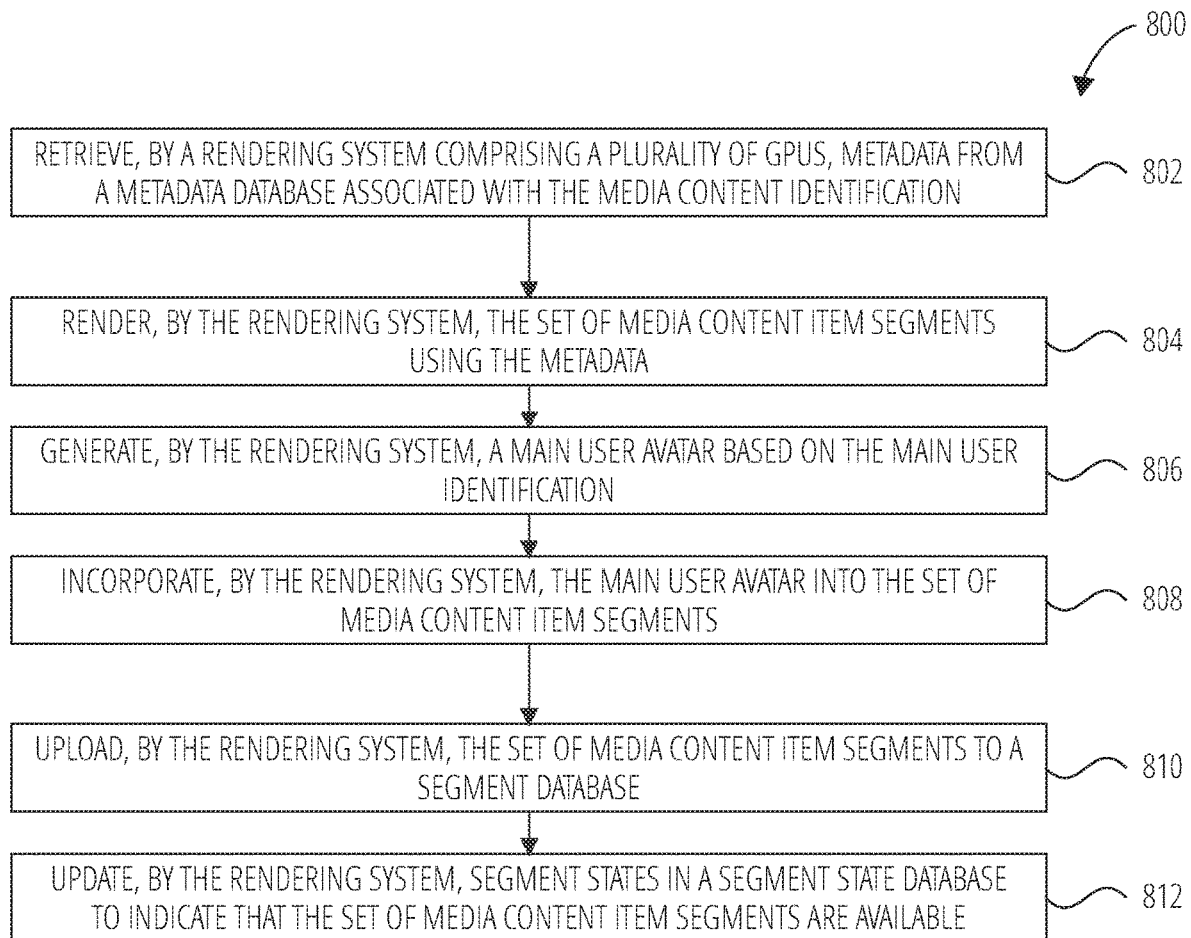 800
RETRIEVE, BY A RENDERING SYSTEM COMPRISING A PLURALITY OF GPUS, METADATA FROM
A METADATA DATABASE ASSOCIATED WITH THE MEDIA CONTENT IDENTIFICATION
802
RENDER, BY THE RENDERING SYSTEM, THE SET OF MEDIA CONTENT ITEM SEGMENTS
USING THE METADATA
804
GENERATE, BY THE RENDERING SYSTEM, A MAIN USER AVATAR BASED ON THE MAIN USER
IDENTIFICATION
806
INCORPORATE, BY THE RENDERING SYSTEM, THE MAIN USER AVATAR INTO THE SET OF
MEDIA CONTENT ITEM SEGMENTS
808
UPLOAD, BY THE RENDERING SYSTEM, THE SET OF MEDIA CONTENT ITEM SEGMENTS TO A
SEGMENT DATABASE
810
UPDATE, BY THE RENDERING SYSTEM, SEGMENT STATES IN A SEGMENT STATE DATABASE
TO INDICATE THAT THE SET OF MEDIA CONTENT ITEM SEGMENTS ARE AVAILABLE
812